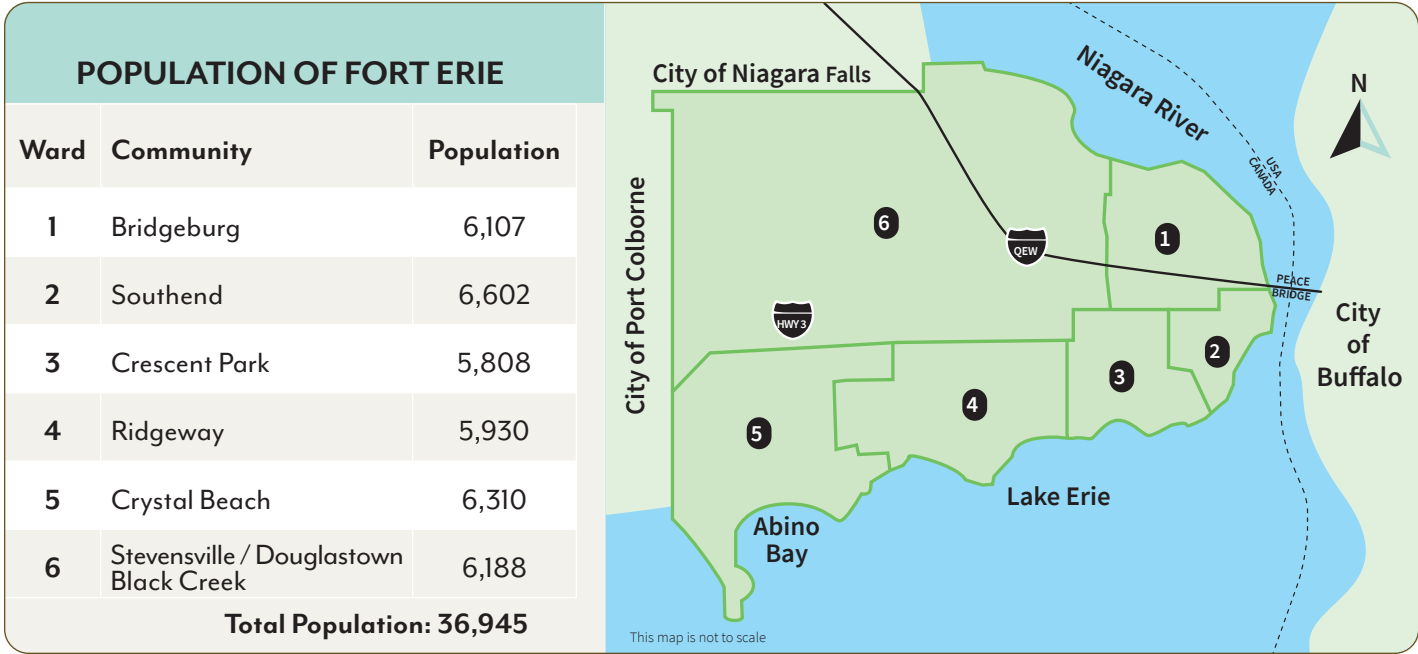 POPULATION OF FORT ERIE
Ward Community Population
1 Bridgeburg 6,107
2 Southend 6,602
3 Crescent Park 5,808
4 Ridgeway 5,930
5 Crystal Beach 6,310
6 Stevensville / Douglastown
Black Creek 6,188
Total Population: 36,945
City of Niagara Falls
Niagara River
N
USA
CANADA
City of Port Colborne
6
1
QEW
PEACE
BRIDGE
HWY 3
City
of
Buffalo
2
3
4
5
Lake Erie
Abino
Bay
This map is not to scale